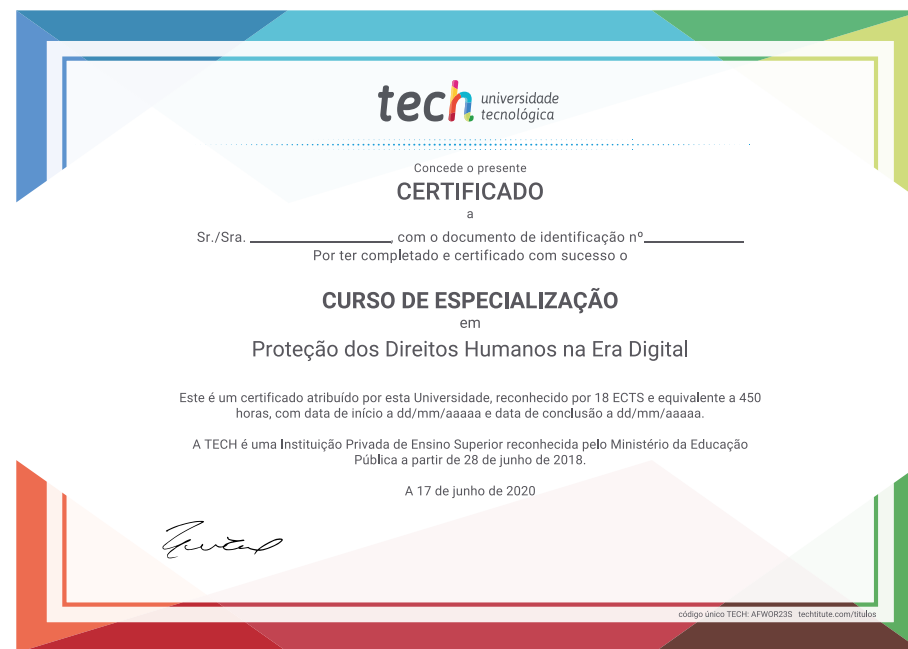 tech universidade
tecnológica
Concede o presente
CERTIFICADO
a
Sr./Sra. ____________, com o documento de identificação nº____________
Por ter completado e certificado com sucesso o
CURSO DE ESPECIALIZAÇÃO
em
Proteção dos Direitos Humanos na Era Digital
Este é um certificado atribuído por esta Universidade, reconhecido por 18 ECTS e equivalente a 450
horas, com data de início a dd/mm/aaaaa e data de conclusão a dd/mm/aaaaa.
A TECH é uma Instituição Privada de Ensino Superior reconhecida pelo Ministério da Educação
Pública a partir de 28 de junho de 2018.
A 17 de junho de 2020
código único TECH: AFWOR23S techtitute.com/titulos